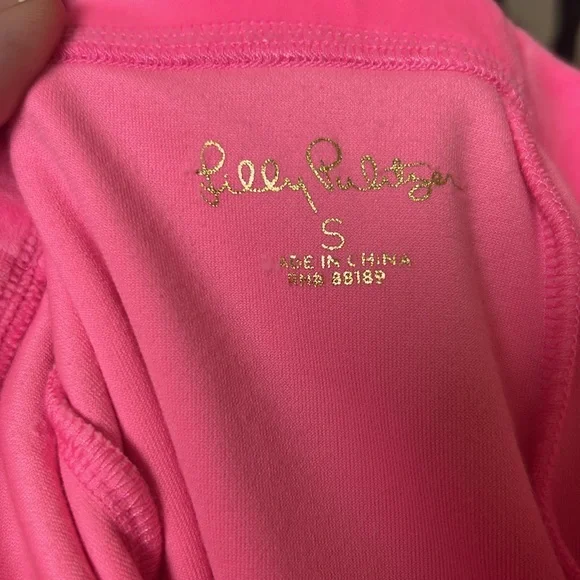 Lilly Pulitzer
S
ADE IN CHINA
RN# 88189